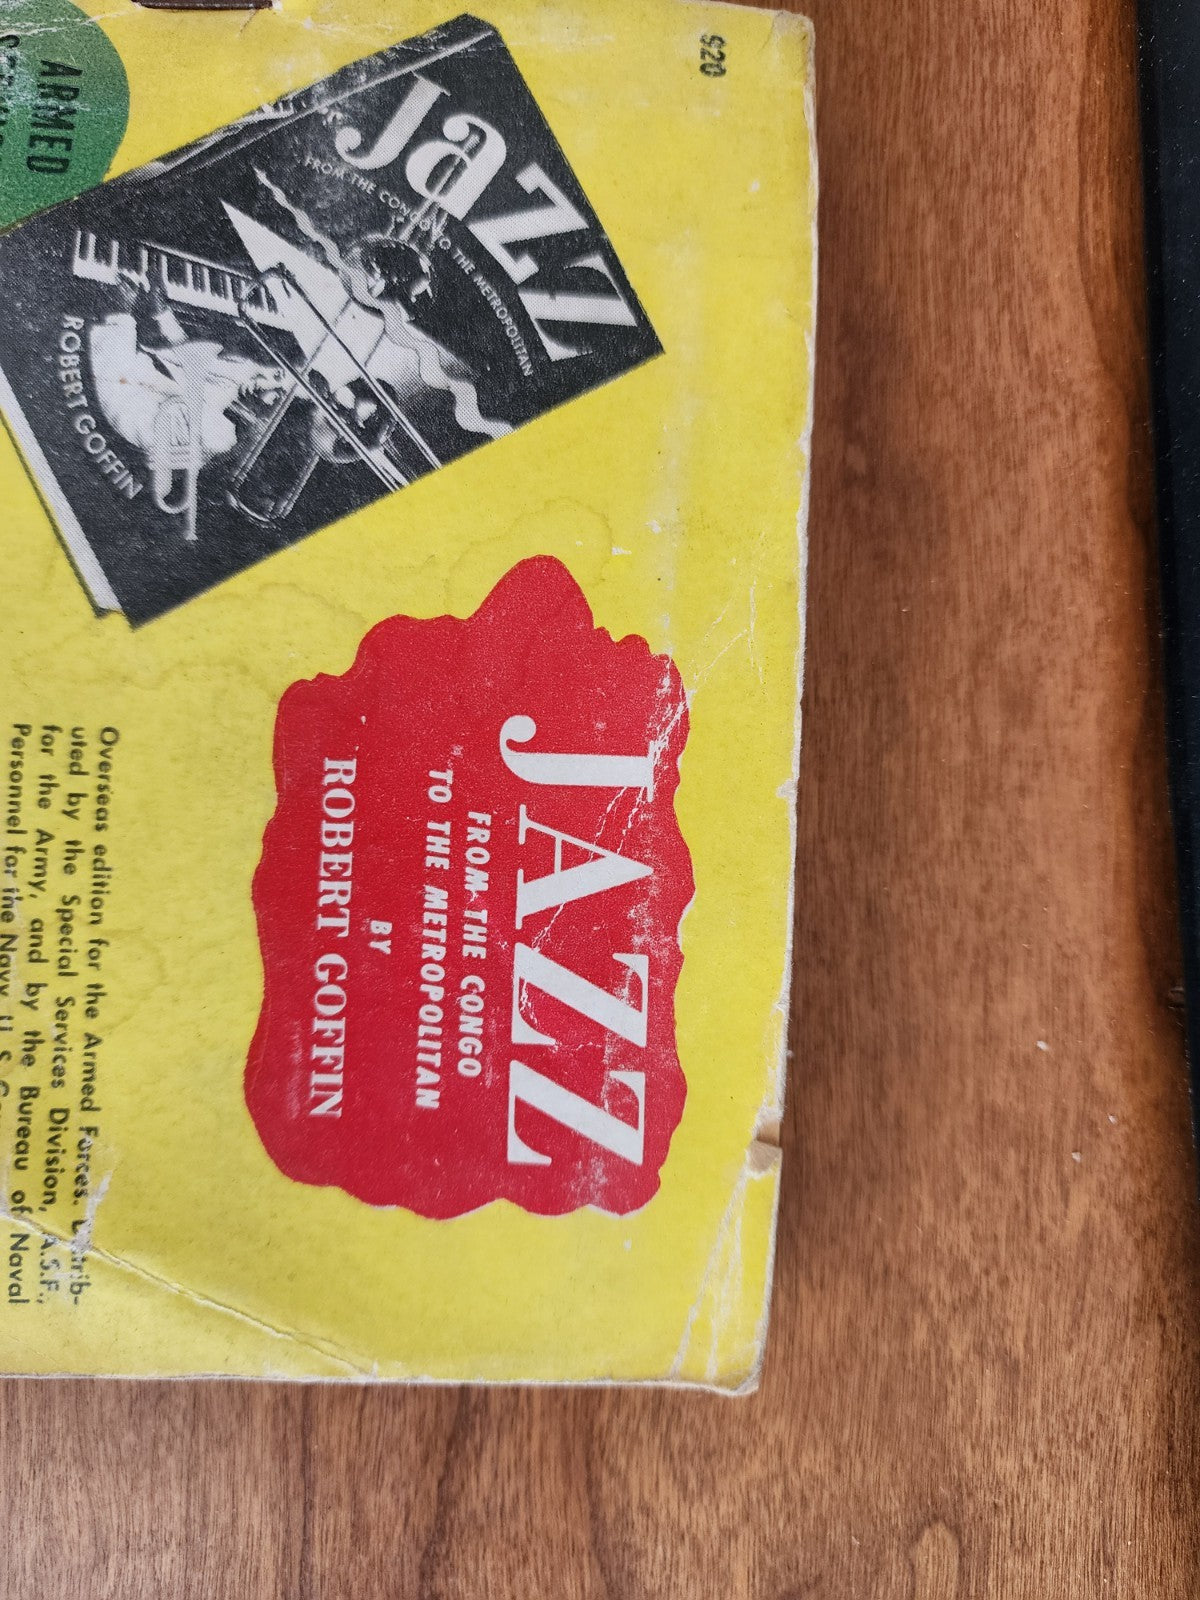 920
Jazz
FROM THE CONGO TO THE METROPOLITAN
ROBERT GOFFIN
ARMED
JAZZ
FROM THE CONGO
TO THE METROPOLITAN
BY
ROBERT GOFFIN
Overseas edition for the Armed Forces. Distrib-
uted by the Special Services Division, A.S.F.,
for the Army, and by the Bureau of Naval
Personnel for the Navy. U. S.